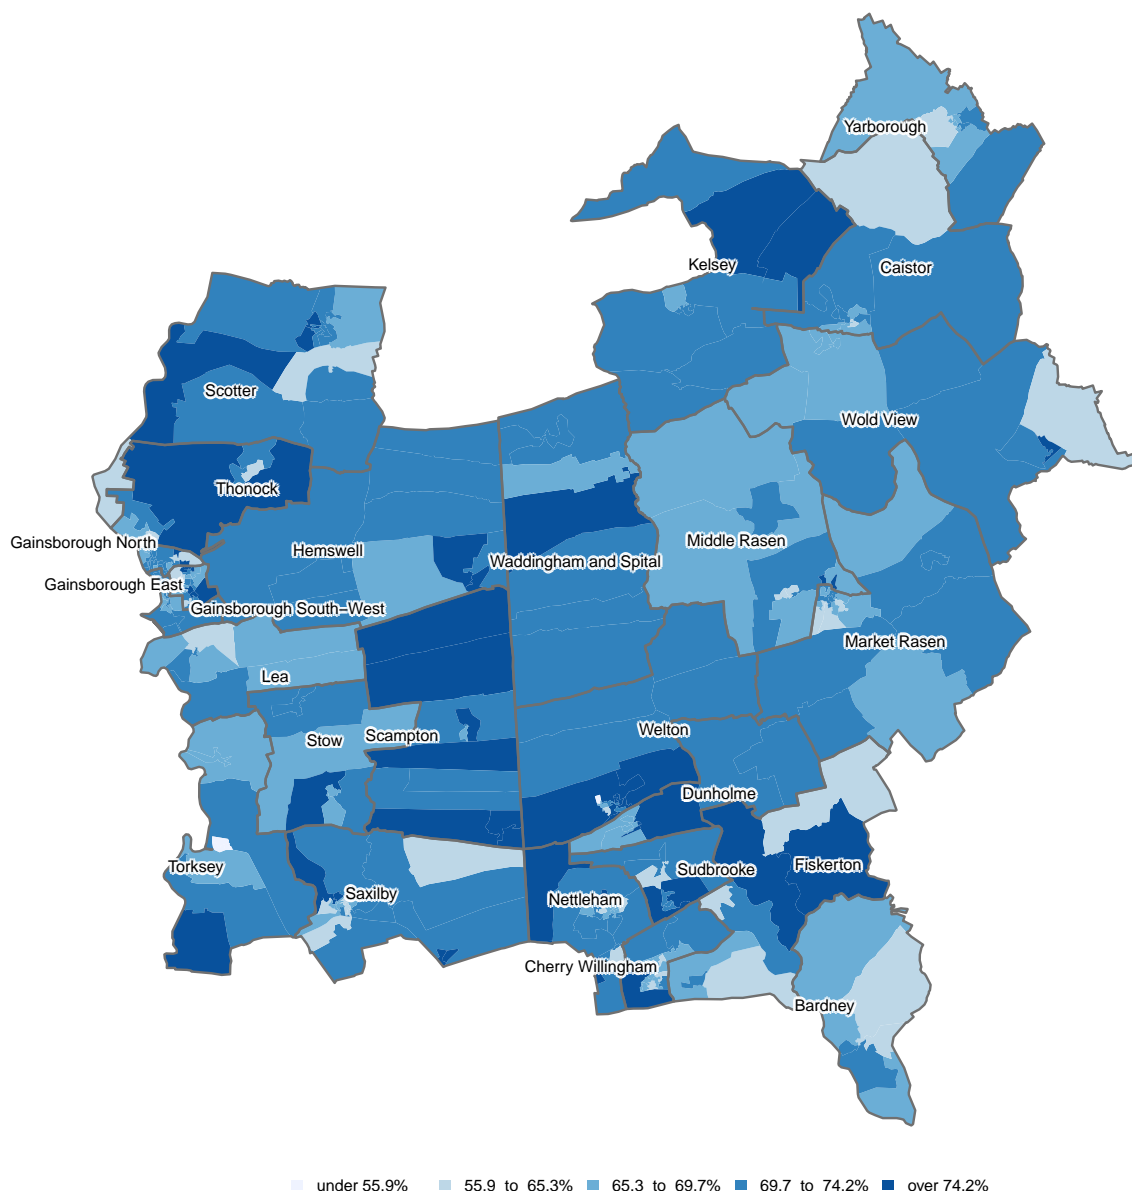 Yarborough
Kelsey
Caistor
Scotter
Wold View
Thonock
Gainsborough North
Middle Rasen
Hemswell
Waddingham and Spital
Gainsborough East
Gainsborough South−West
Market Rasen
Lea
Welton
Scampton
Stow
Dunholme
Fiskerton
Torksey
Sudbrooke
Saxilby
Nettleham
Cherry Willingham
Bardney
under 55.9% 55.9 to 65.3% 65.3 to 69.7% 69.7 to 74.2% over 74.2%